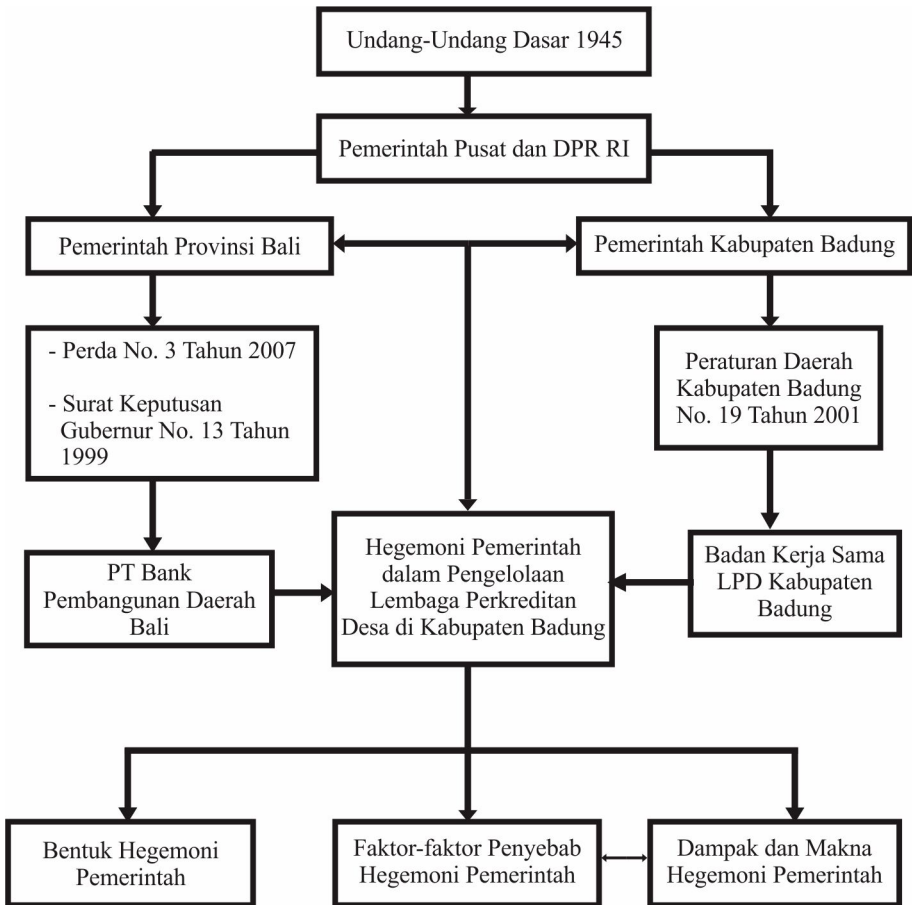 Undang-Undang Dasar 1945
Pemerintah Pusat dan DPR RI
Pemerintah Provinsi Bali
Pemerintah Kabupaten Badung
- Perda No. 3 Tahun 2007
- Surat Keputusan
Gubernur No. 13 Tahun
1999
Peraturan Daerah
Kabupaten Badung
No. 19 Tahun 2001
PT Bank
Pembangunan Daerah
Bali
Hegemoni Pemerintah
dalam Pengelolaan
Lembaga Perkreditan
Desa di Kabupaten Badung
Badan Kerja Sama
LPD Kabupaten
Badung
Bentuk Hegemoni
Pemerintah
Faktor-faktor Penyebab
Hegemoni Pemerintah
Dampak dan Makna
Hegemoni Pemerintah